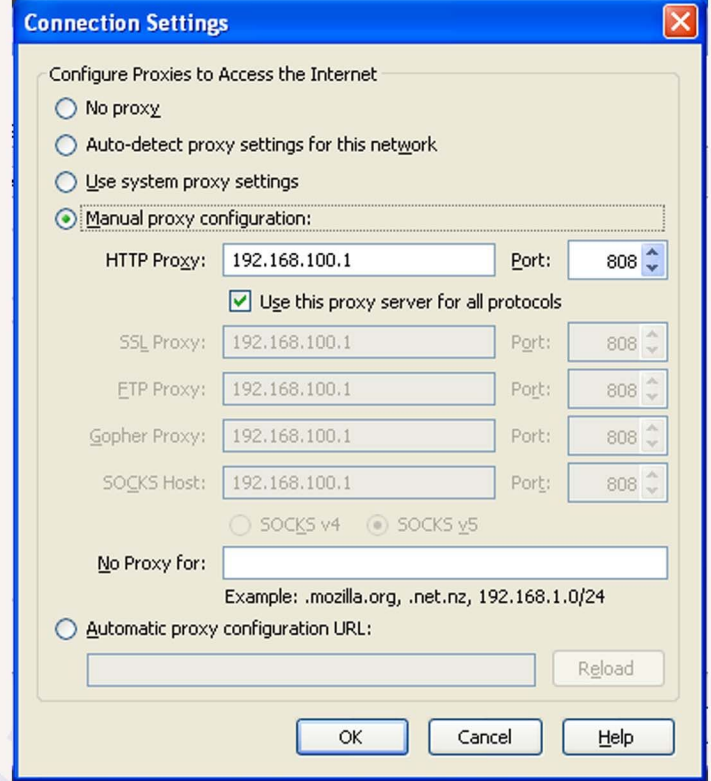 Connection Settings
Configure Proxies to Access the Internet
No proxy
Auto-detect proxy settings for this network
Use system proxy settings
Manual proxy configuration:
HTTP Proxy: 192.168.100.1 Port: 808
Use this proxy server for all protocols
SSL Proxy: 192.168.100.1 Port: 808
FTP Proxy: 192.168.100.1 Port: 808
Gopher Proxy: 192.168.100.1 Port: 808
SOCKS Host: 192.168.100.1 Port: 808
SOCKS v4 SOCKS v5
No Proxy for:
Example: .mozilla.org, .net.nz, 192.168.1.0/24
Automatic proxy configuration URL:
Reload
OK Cancel Help